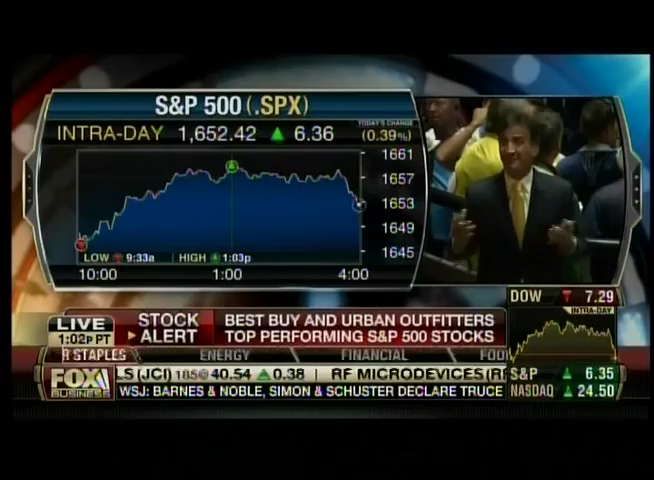 S&P 500 (.SPX)
INTRA-DAY 1,652.42 ▲ 6.36 TODAY'S CHANGE (0.39%)
1661
1657
1653
1649
1645
LOW 9:33a | HIGH 1:03p
10:00 1:00 4:00
DOW ▼ 7.29
INTRA-DAY
LIVE
1:02p PT
STOCK ALERT
BEST BUY AND URBAN OUTFITTERS
TOP PERFORMING S&P 500 STOCKS
R STAPLES ENERGY FINANCIAL FOO
FOX BUSINESS
LS (JCI) 185@40.54 ▲ 0.38 | RF MICRODEVICES (RF
S&P ▲ 6.35
WSJ: BARNES & NOBLE, SIMON & SCHUSTER DECLARE TRUCE
NASDAQ ▲ 24.50